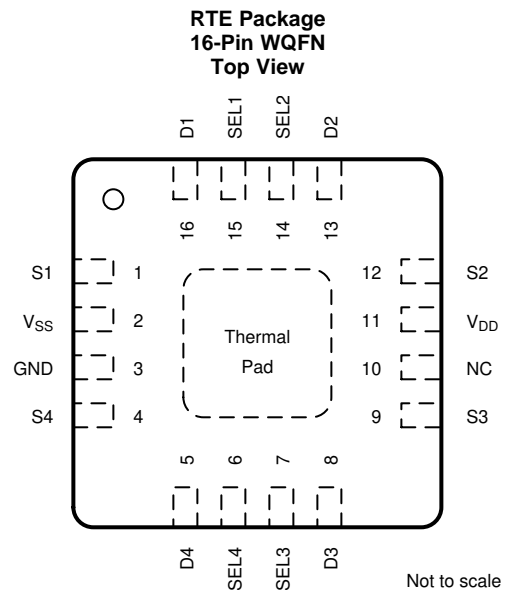 RTE Package
16-Pin WQFN
Top View
D1 SEL1 SEL2 D2
16 15 14 13
S1 1 12 S2
VSS 2 11 VDD
GND 3 10 NC
S4 4 9 S3
Thermal
Pad
5 6 7 8
D4 SEL4 SEL3 D3
Not to scale